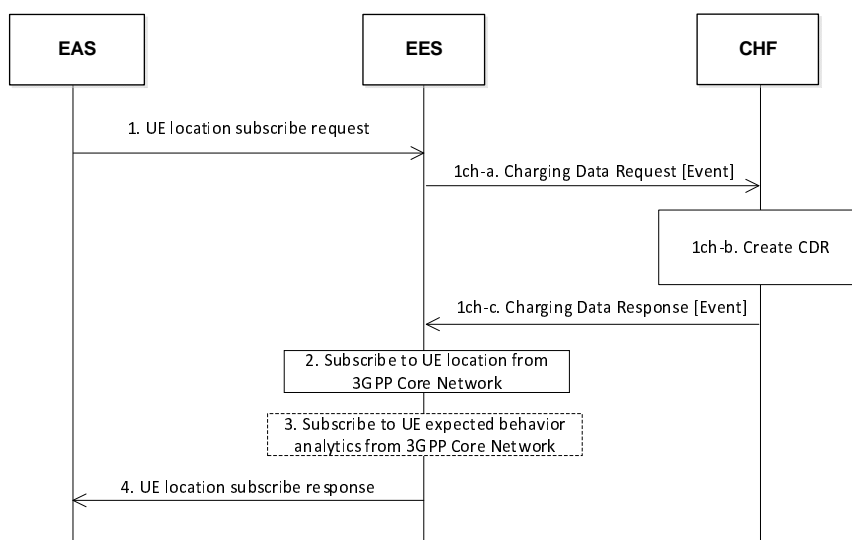 EAS
EES
CHF
1. UE location subscribe request
1ch-a. Charging Data Request [Event]
1ch-b. Create CDR
1ch-c. Charging Data Response [Event]
2. Subscribe to UE location from
3GPP Core Network
3. Subscribe to UE expected behavior
analytics from 3GPP Core Network
4. UE location subscribe response